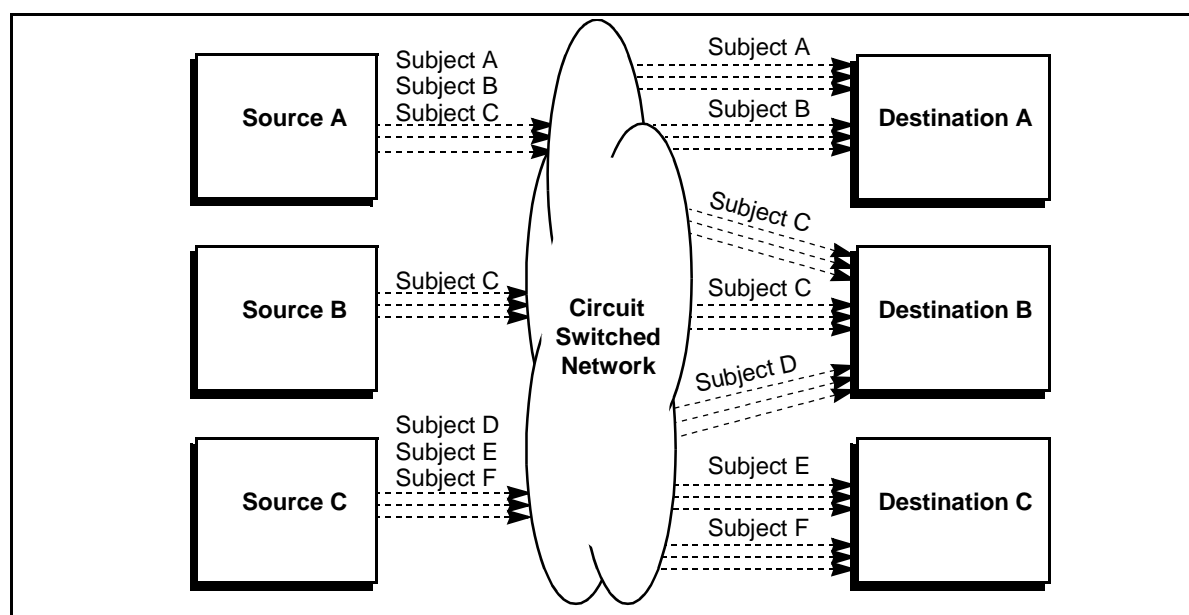 Subject A
Subject B
Subject C
Source A
Subject A
Subject B
Destination A
Subject C
Source B
Subject C
Subject C
Destination B
Circuit
Switched
Network
Subject D
Subject D
Subject E
Subject F
Source C
Subject E
Subject F
Destination C